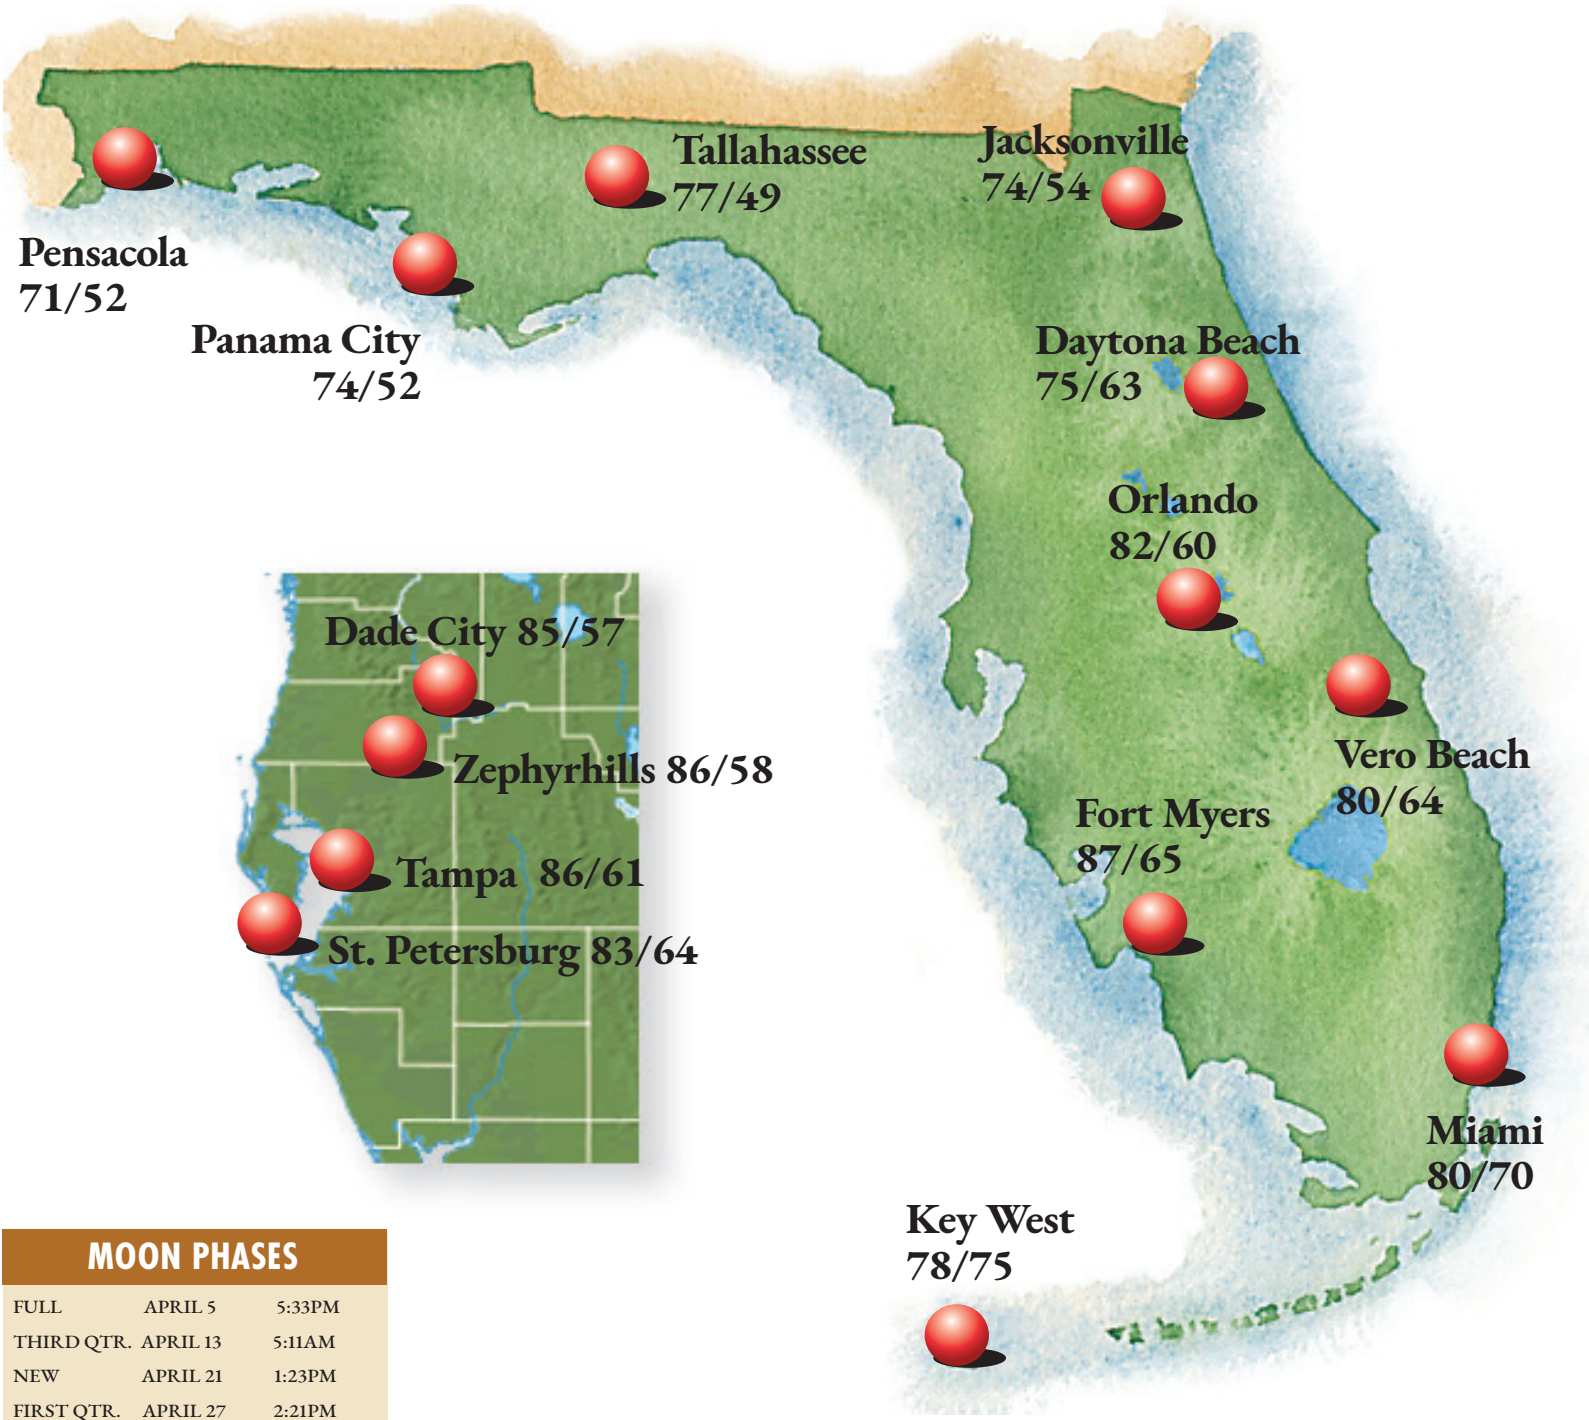 Tallahassee
77/49
Jacksonville
74/54
Pensacola
71/52
Panama City
74/52
Daytona Beach
75/63
Orlando
82/60
Dade City 85/57
Zephyrhills 86/58
Tampa 86/61
St. Petersburg 83/64
Vero Beach
80/64
Fort Myers
87/65
Miami
80/70
Key West
78/75
MOON PHASES
FULL APRIL 5 5:33PM
THIRD QTR. APRIL 13 5:11AM
NEW APRIL 21 1:23PM
FIRST QTR. APRIL 27 2:21PM